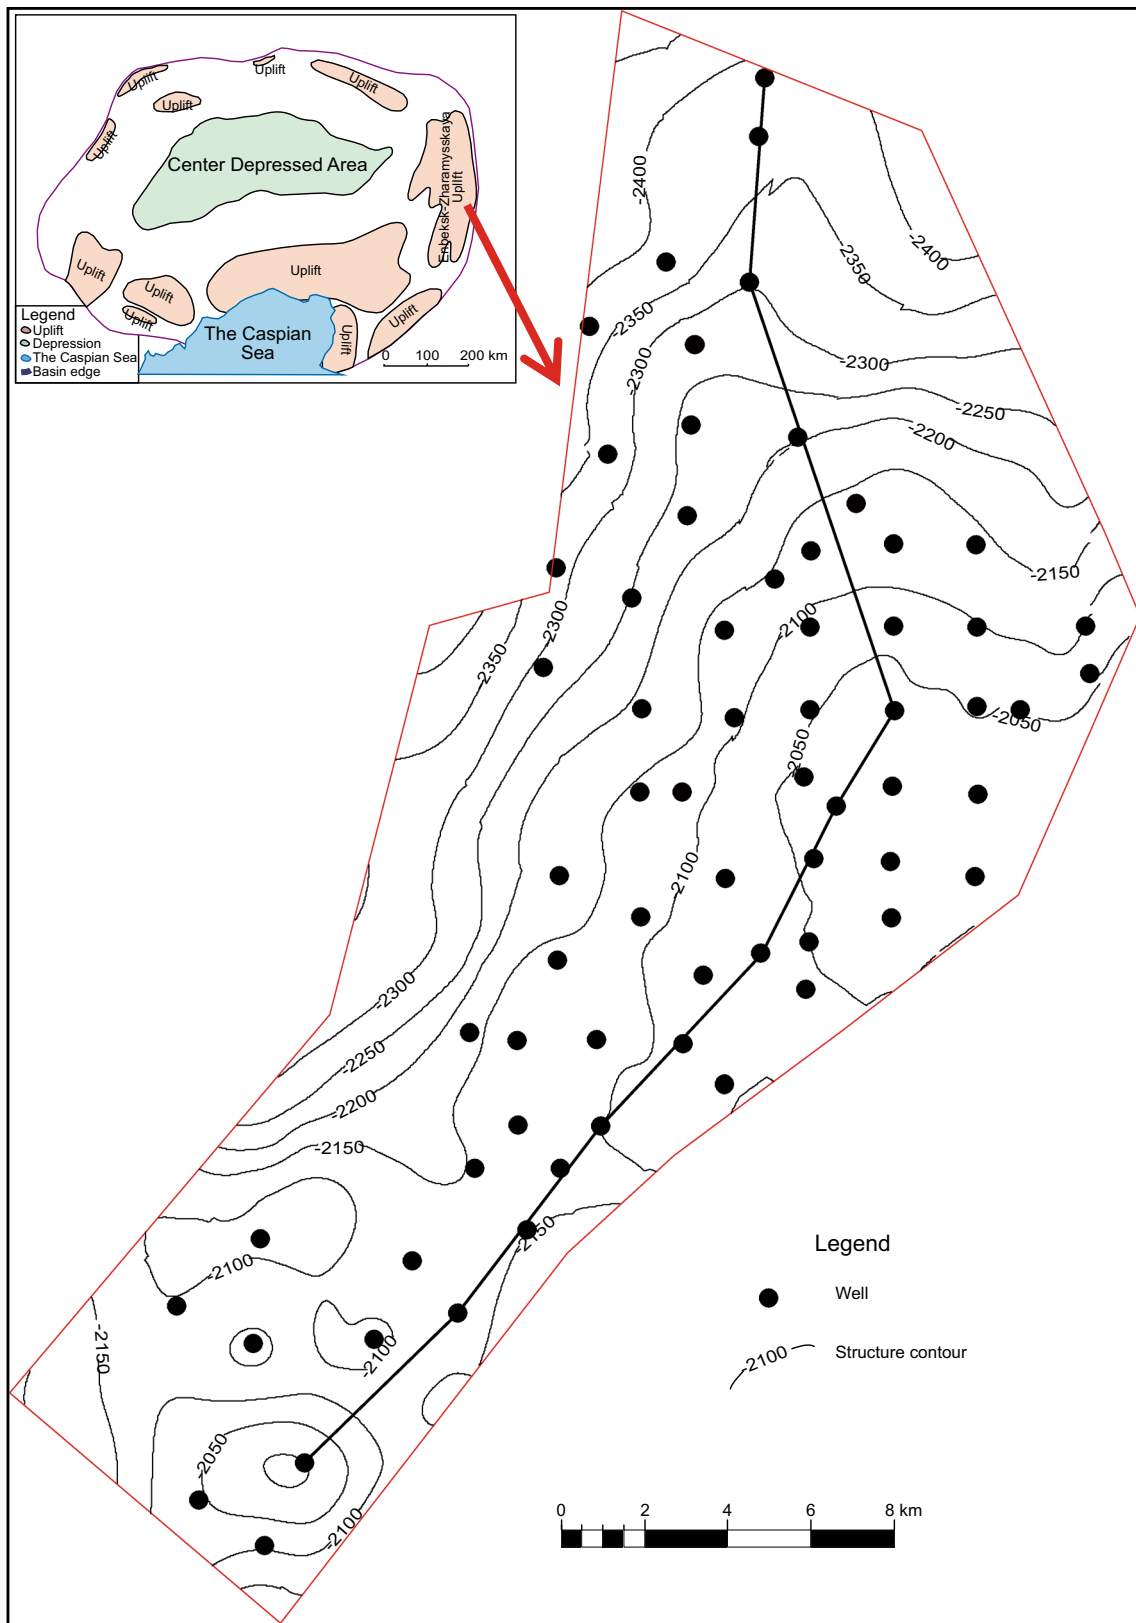 Uplift
Uplift
Uplift
Uplift
Uplift
Center Depressed Area
Enbeksk-Zharamysskaya
Uplift
Uplift
Uplift
Uplift
Uplift
Uplift
Uplift
The Caspian
Sea
Legend
Uplift
Depression
The Caspian Sea
Basin edge
0 100 200 km
-2400
-2400
-2350
-2350
-2300
-2300
-2250
-2200
-2150
-2300
-2100
-2350
-2050
-2050
-2100
-2300
-2250
-2200
-2150
-2150
-2100
-2150
-2100
-2050
-2100
Legend
Well
-2100
Structure contour
0 2 4 6 8 km